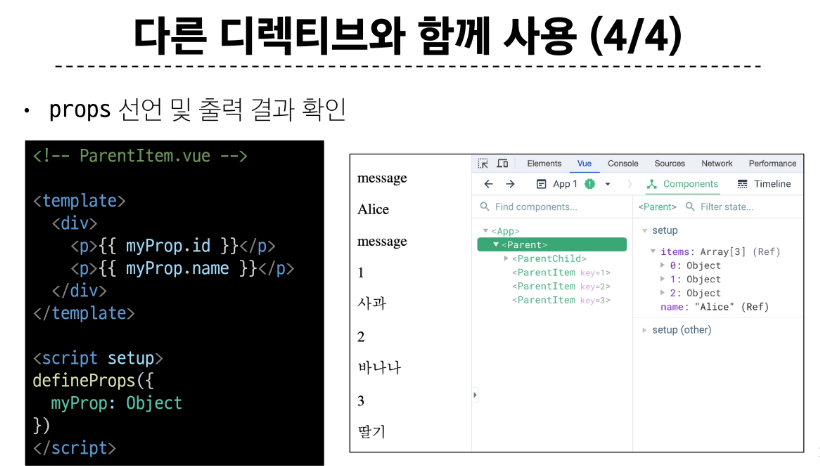 다른 디렉티브와 함께 사용 (4/4)
• props 선언 및 출력 결과 확인
<!-- ParentItem.vue -->
<template>
<div>
<p>{{ myProp.id }}</p>
<p>{{ myProp.name }}</p>
</div>
</template>
<script setup>
defineProps({
myProp: Object
})
</script>
message
Alice
message
1
사과
2
바나나
3
딸기
Elements Vue Console Sources Network Performance
App 1 Components Timeline
Find components...
<Parent> Filter state...
<App>
<Parent>
<ParentChild>
<ParentItem key=1>
<ParentItem key=2>
<ParentItem key=3>
setup
items: Array[3] (Ref)
0: Object
1: Object
2: Object
name: "Alice" (Ref)
setup (other)